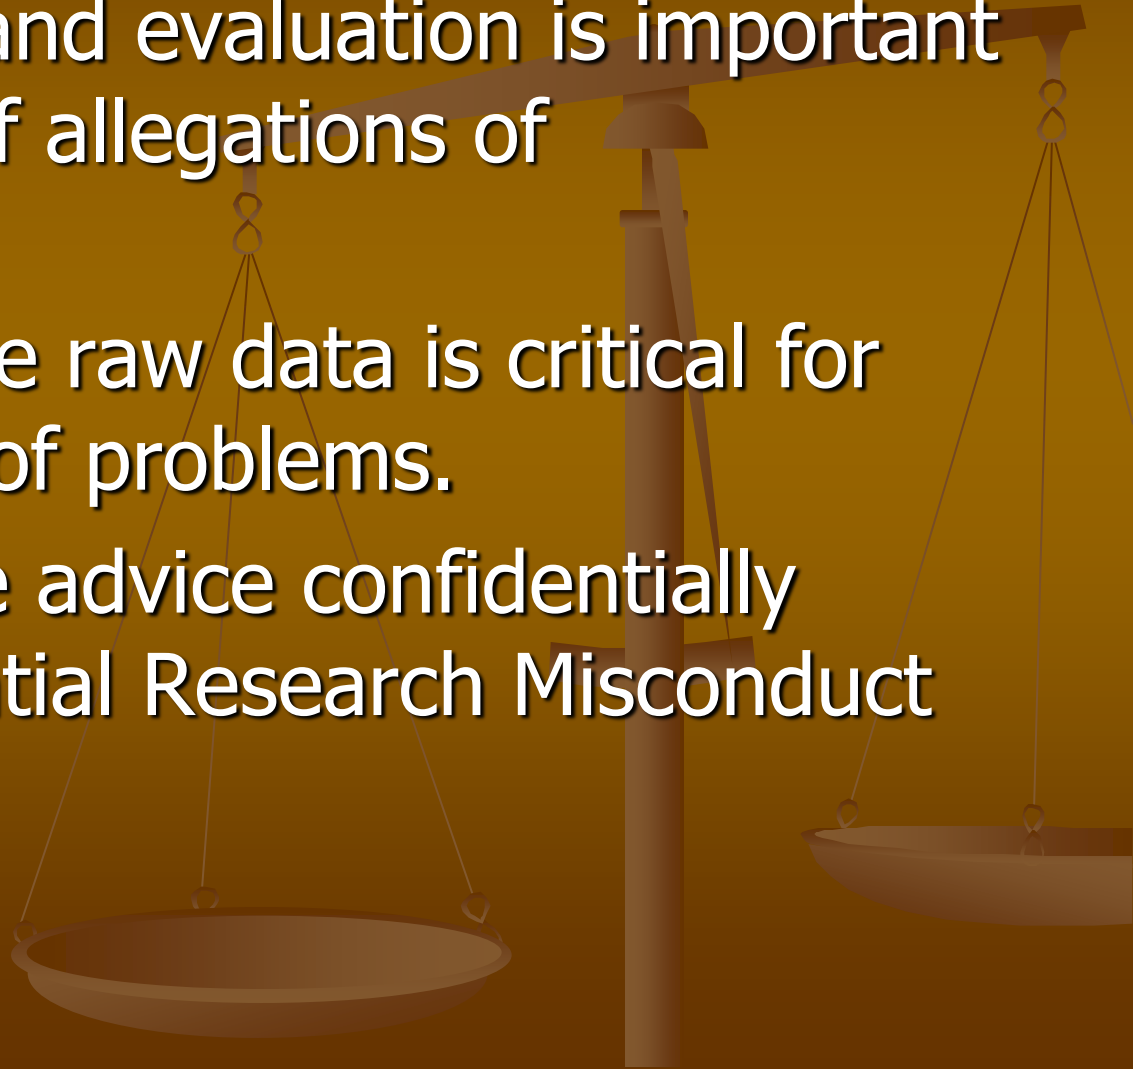 and evaluation is important
f allegations of
e raw data is critical for
of problems.
e advice confidentially
tial Research Misconduct